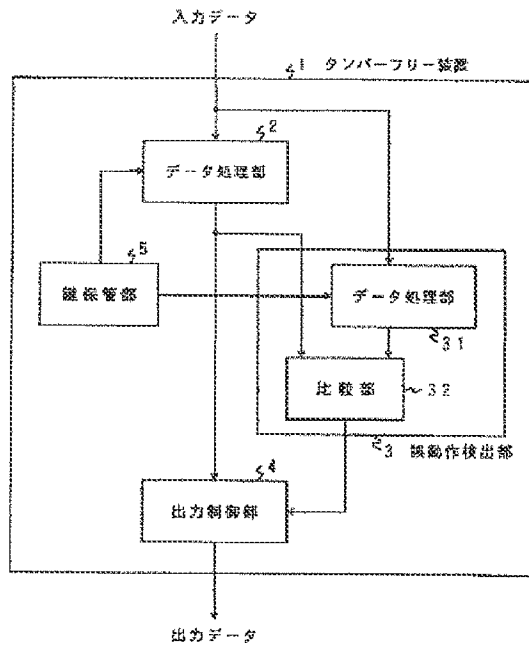 入力データ
1 タンパーフリー装置
2
データ処理部
5
鍵保管部
データ処理部
31
比較部
32
3 誤動作検出部
4
出力制御部
出力データ